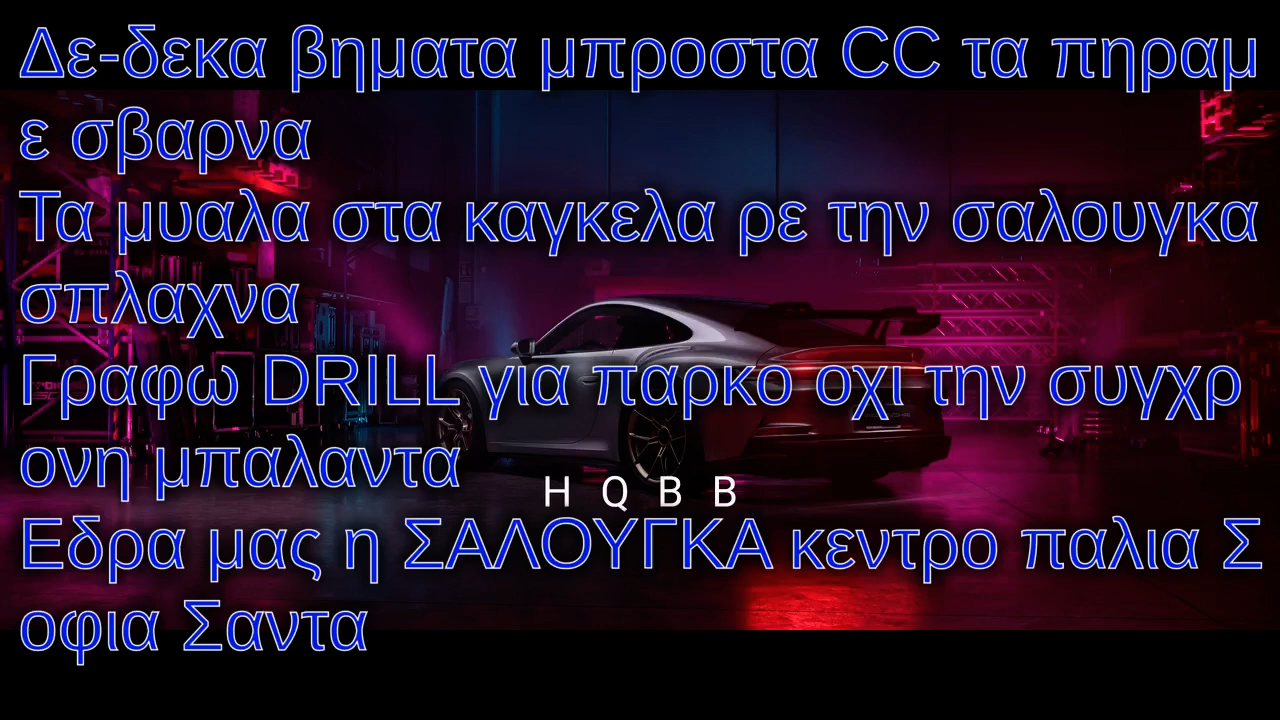 Δε-δεκα βηματα μπροστα CC τα πηραμ
ε σβαρνα
Τα μυαλα στα καγκελα ρε την σαλουγκα
σπλαχνα
Γραφω DRILL για παρκο οχι την συγχρ
ονη μπαλαντα
H Q B B
Εδρα μας η ΣΑΛΟΥΓΚΑ κεντρο παλια Σ
οφια Σαντα